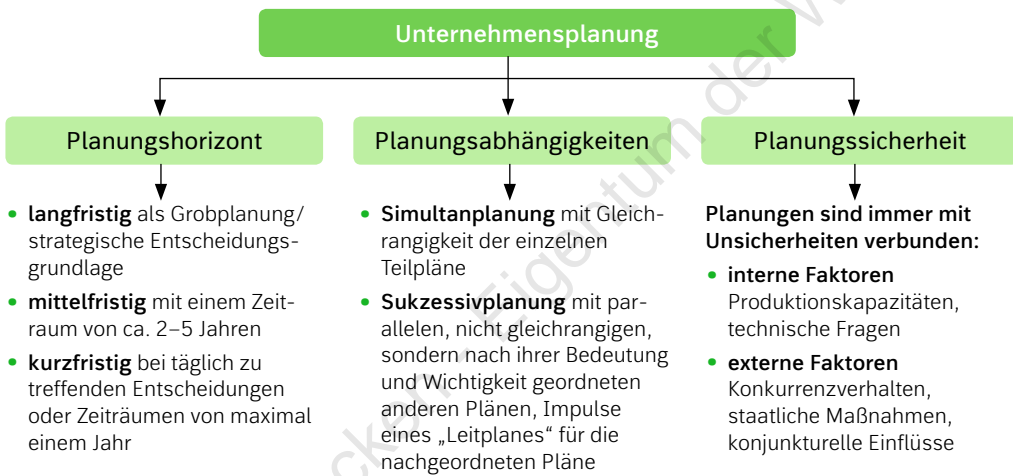 Unternehmensplanung
Planungshorizont
• langfristig als Grobplanung/
strategische Entscheidungs-
grundlage
• mittelfristig mit einem Zeit-
raum von ca. 2–5 Jahren
• kurzfristig bei täglich zu
treffenden Entscheidungen
oder Zeiträumen von maximal
einem Jahr
Planungsabhängigkeiten
• Simultanplanung mit Gleich-
rangigkeit der einzelnen
Teilpläne
• Sukzessivplanung mit par-
allelen, nicht gleichrangigen,
sondern nach ihrer Bedeutung
und Wichtigkeit geordneten
anderen Plänen, Impulse
eines „Leitplanes“ für die
nachgeordneten Pläne
Planungssicherheit
Planungen sind immer mit
Unsicherheiten verbunden:
• interne Faktoren
Produktionskapazitäten,
technische Fragen
• externe Faktoren
Konkurrenzverhalten,
staatliche Maßnahmen,
konjunkturelle Einflüsse
- Eigentum der